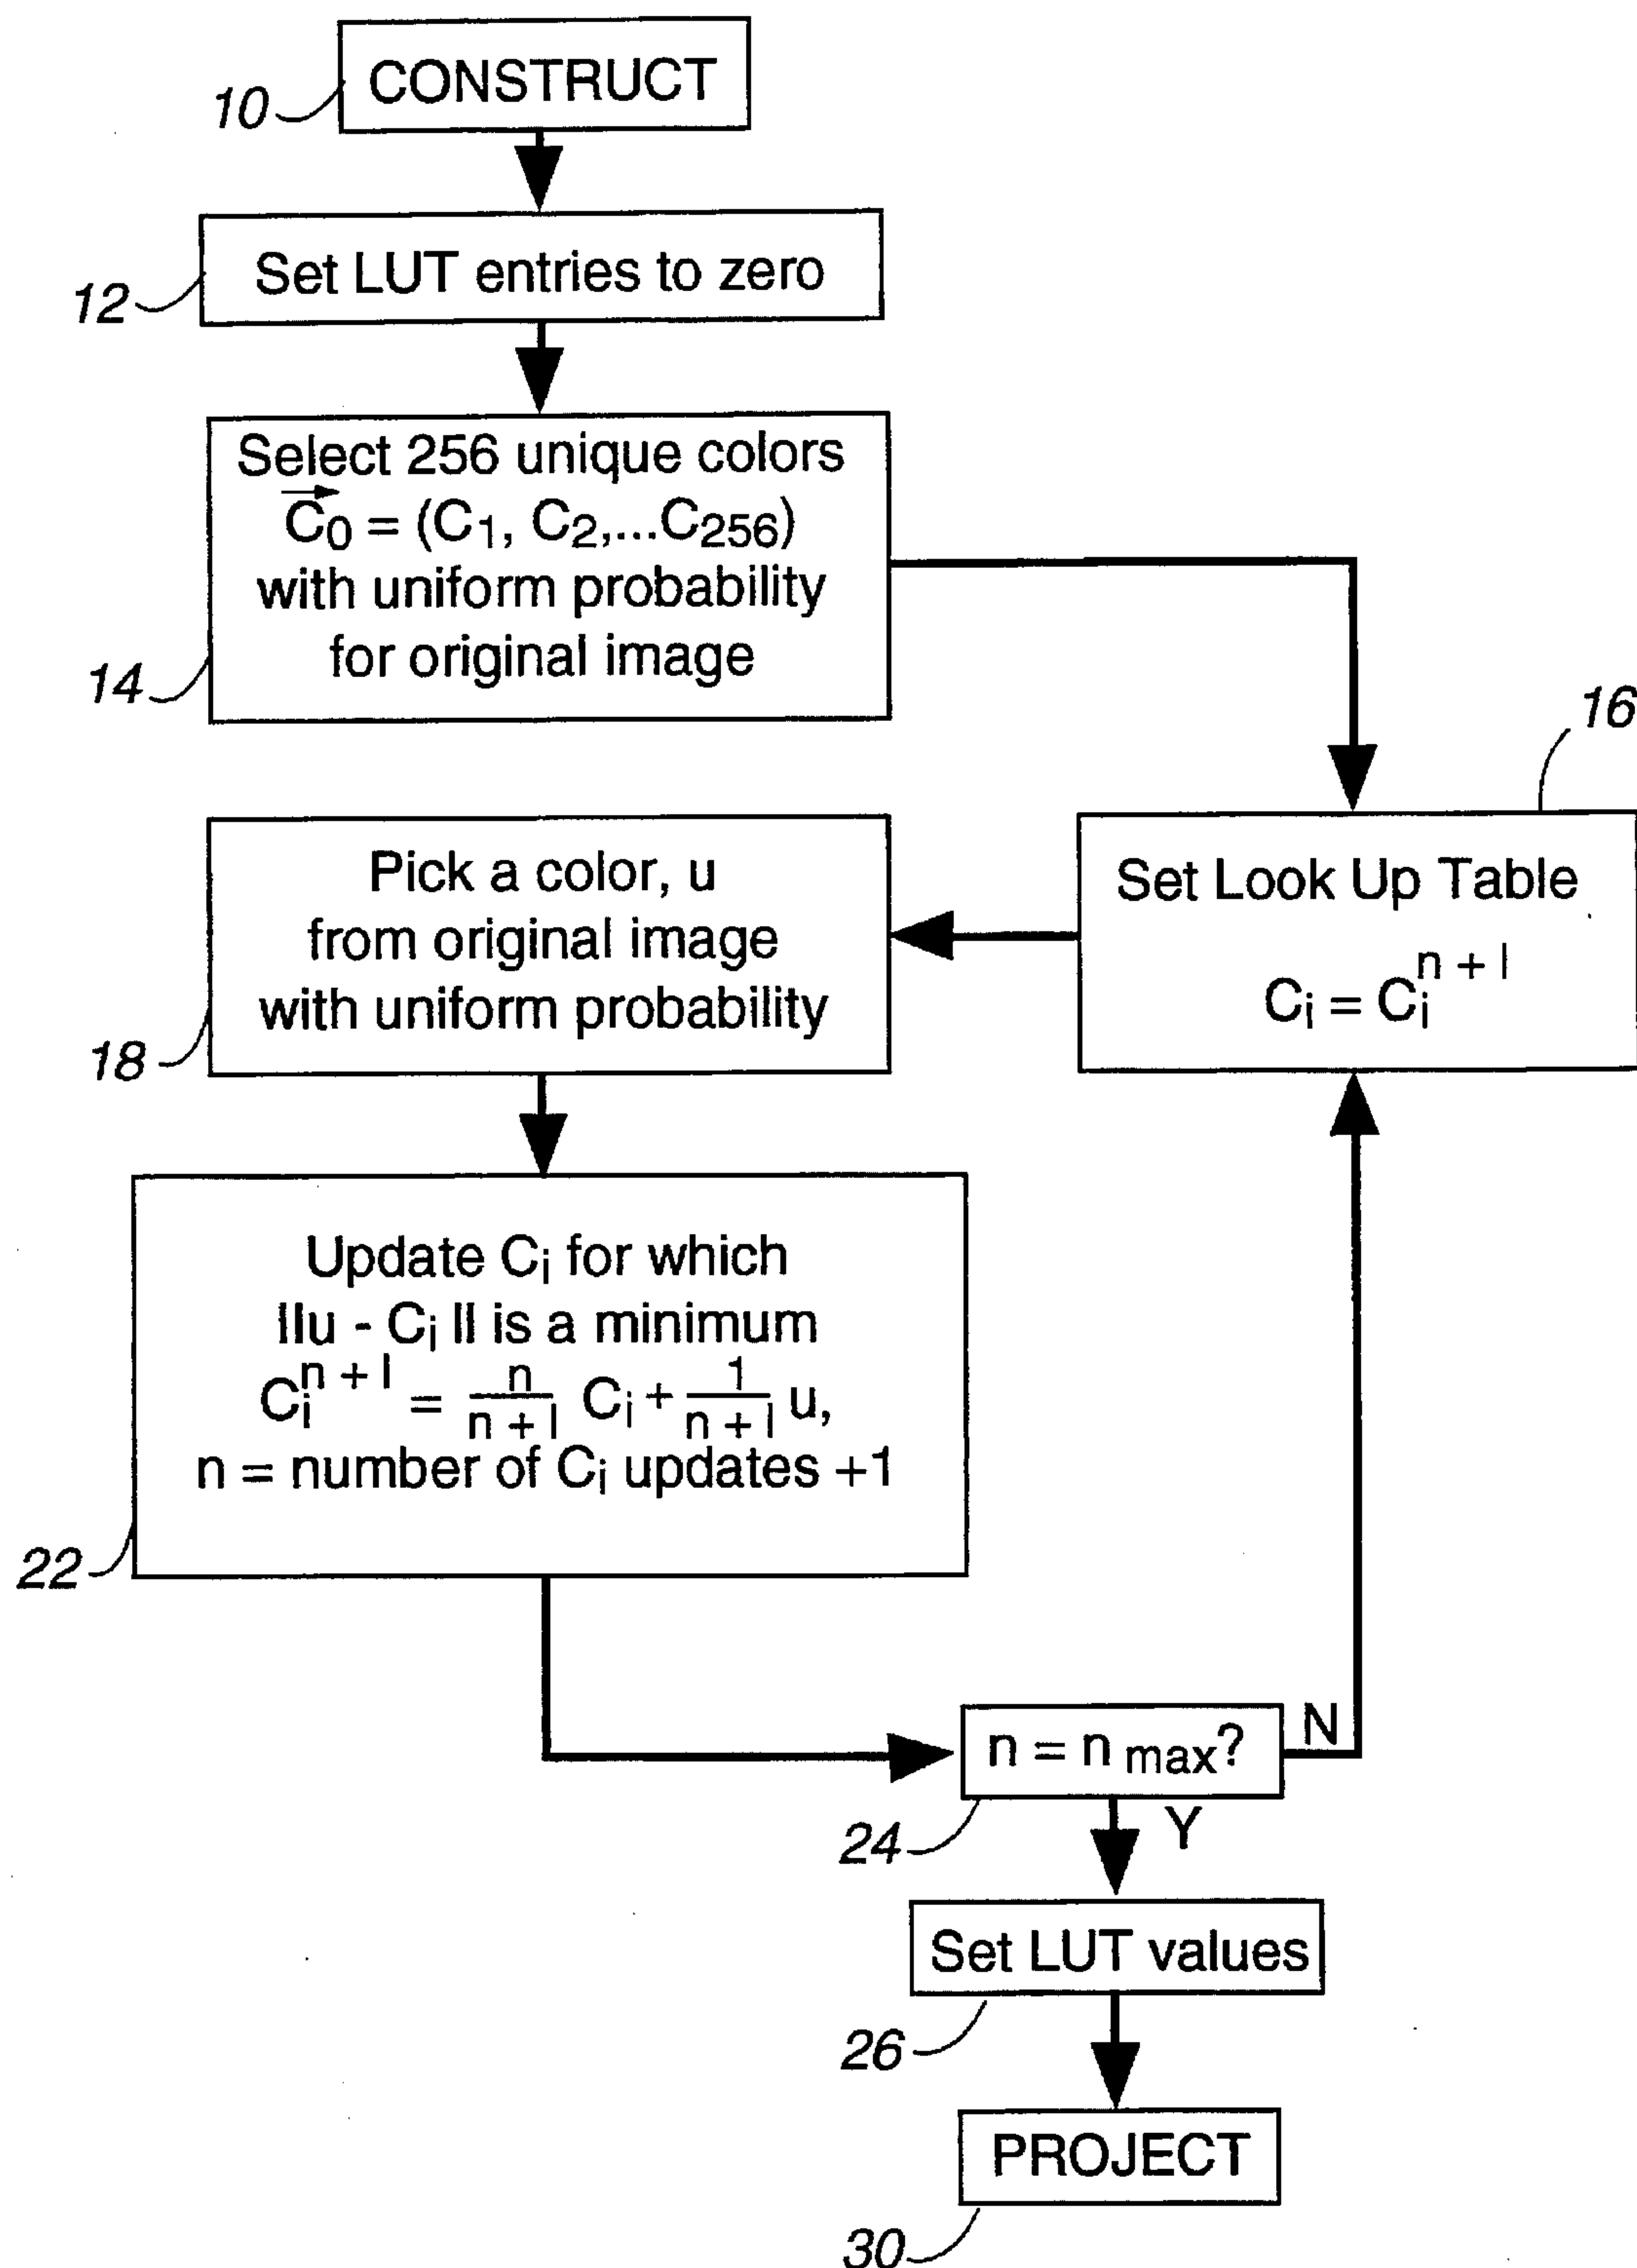 CONSTRUCT
10
Set LUT entries to zero
12
Select 256 unique colors
C0 = (C1, C2,...C256)
with uniform probability
for original image
14
16
Set Look Up Table
Ci = Ci^n + l
Pick a color, u
from original image
with uniform probability
18
Update Ci for which
||u - Ci || is a minimum
Ci^n + l = n/n + l Ci + 1/n + l u,
n = number of Ci updates +1
22
n = n max?
N
24
Y
Set LUT values
26
PROJECT
30